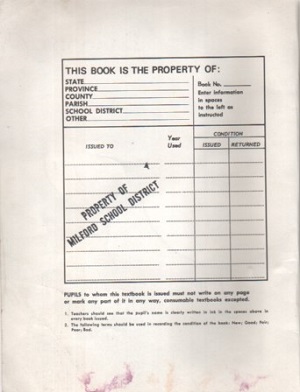 THIS BOOK IS THE PROPERTY OF:
STATE
PROVINCE
COUNTY
PARISH
SCHOOL DISTRICT
OTHER
Book No.
Enter information
in spaces
to the left as
instructed
ISSUED TO
Year
Used
CONDITION
ISSUED
RETURNED
PROPERTY OF
MILFORD SCHOOL DISTRICT
PUPILS to whom this textbook is issued must not write on any page
or mark any part of it in any way, consumable textbooks accepted.
1. Teachers should see that the pupil's name is clearly written in ink in the spaces above in
every book issued.
2. The following terms should be used in recording the condition of the book: New; Good; Fair;
Poor; Bad.